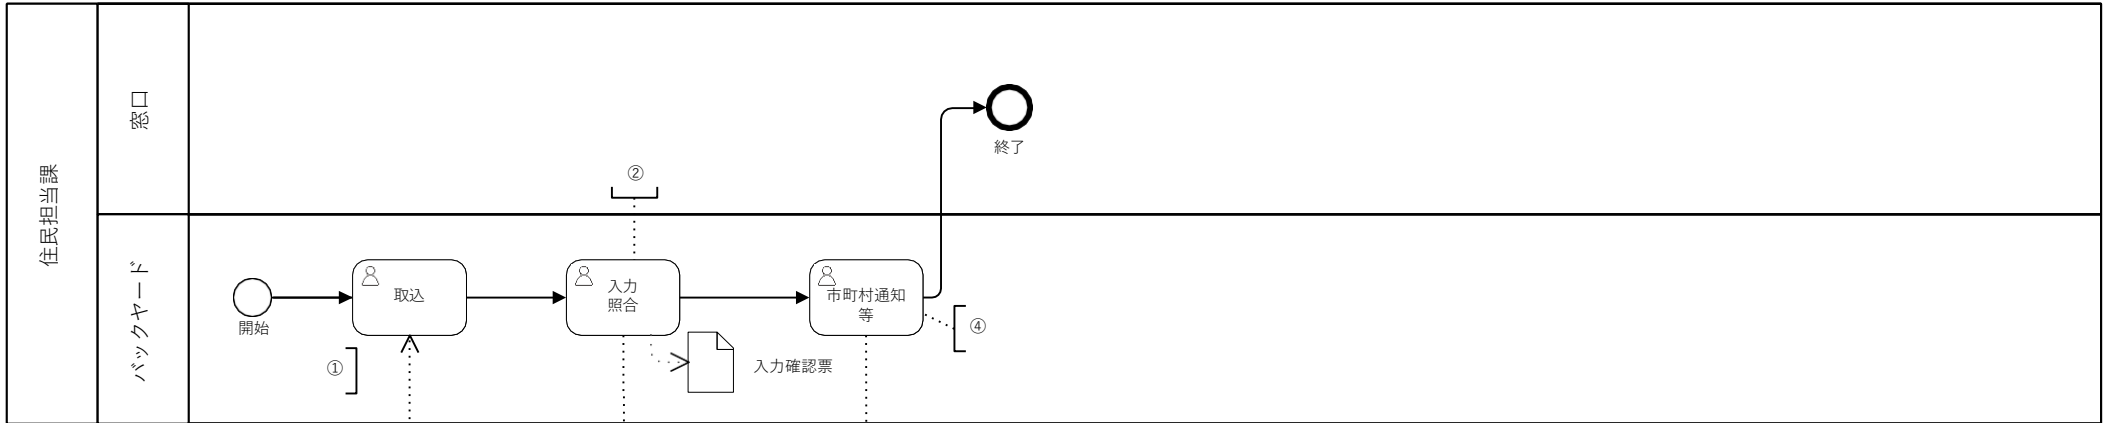 住民担当課
窓口
バックヤード
終了
②
開始
取込
入力
照合
市町村通知
等
①
④
入力確認票